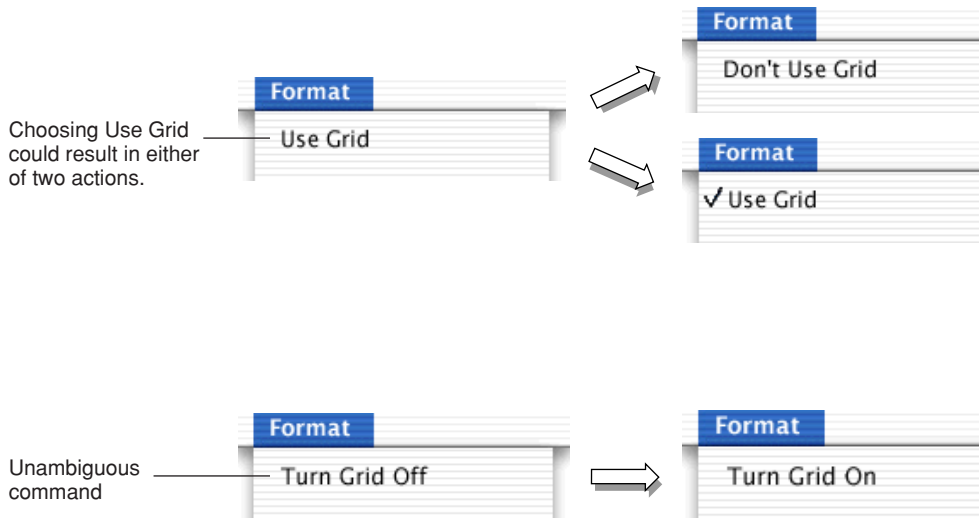 Format
Don't Use Grid
Format
Use Grid
Choosing Use Grid
could result in either
of two actions.
Format
✓ Use Grid
Format
Turn Grid Off
Unambiguous
command
Format
Turn Grid On